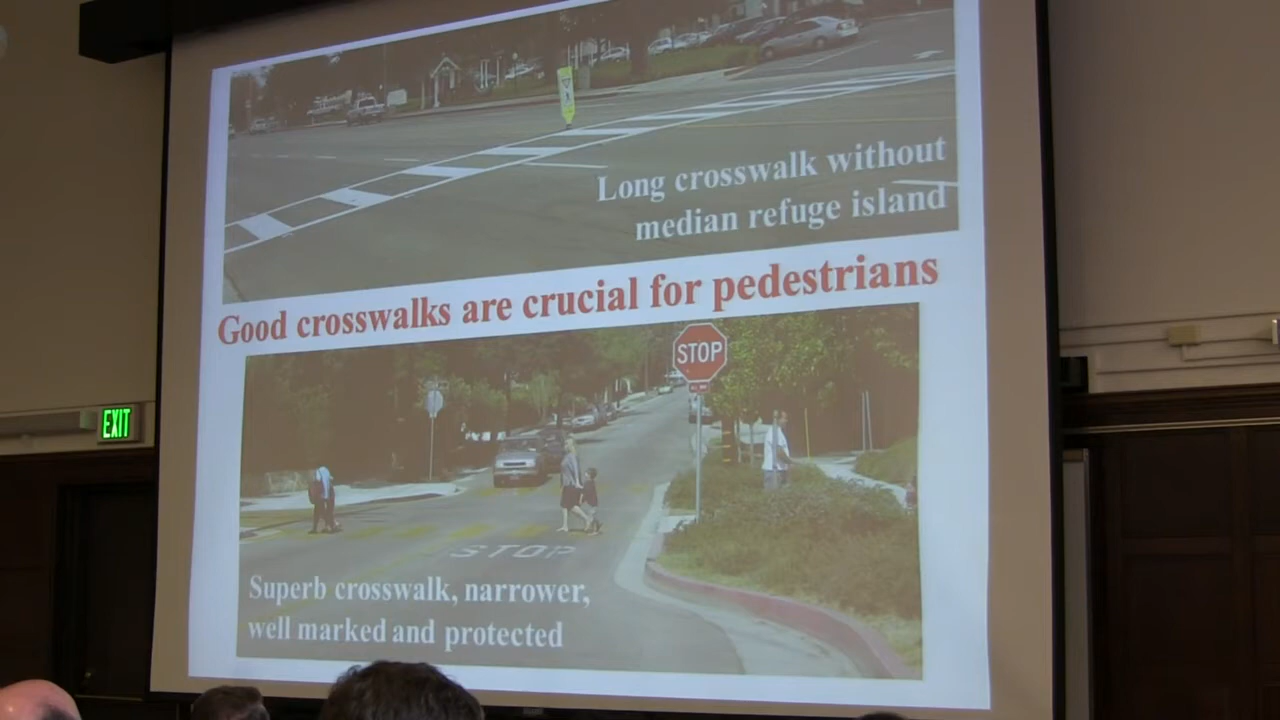 Long crosswalk without
median refuge island
Good crosswalks are crucial for pedestrians
STOP
STOP
Superb crosswalk, narrower,
well marked and protected
EXIT